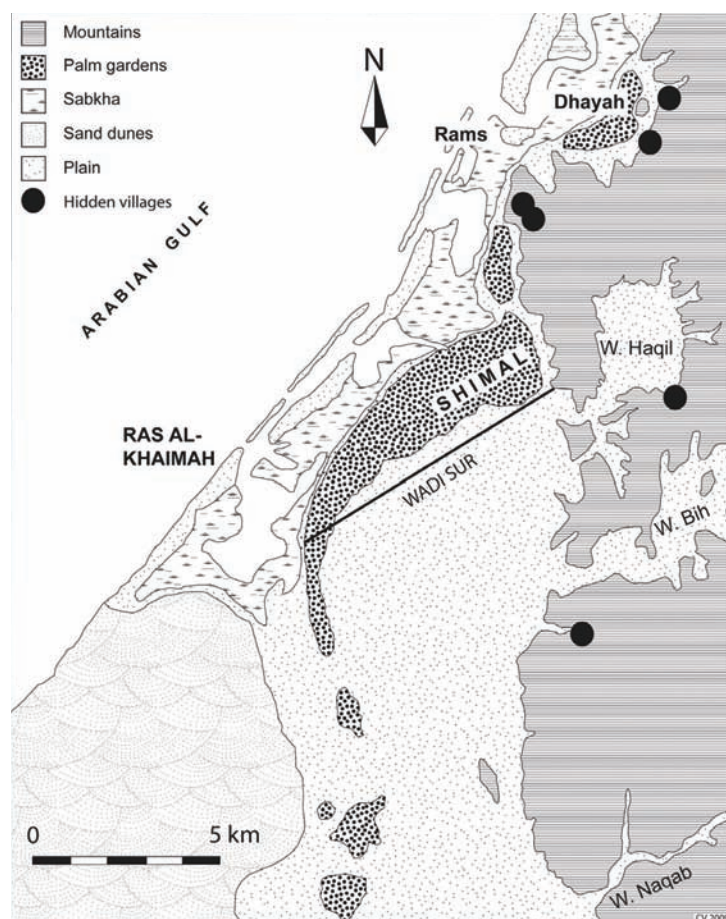 Mountains
Palm gardens
Sabkha
Sand dunes
Plain
Hidden villages
N
Dhayah
Rams
ARABIAN GULF
W. Haqil
SHIMAL
RAS AL-
KHAIMAH
WADI SUR
W. Bih
0 5 km
W. Naqab